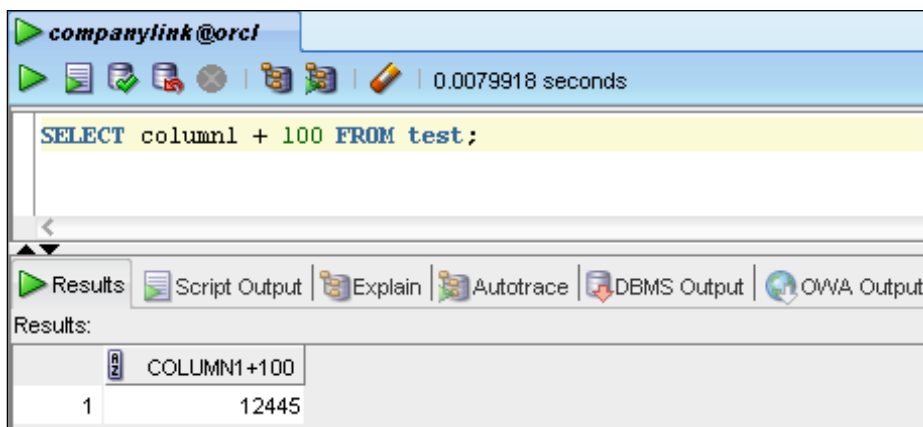 companylink@orcl
0.0079918 seconds
SELECT column1 + 100 FROM test;
Results Script Output Explain Autotrace DBMS Output OWA Output
Results:
A Z COLUMN1+100
1 12445